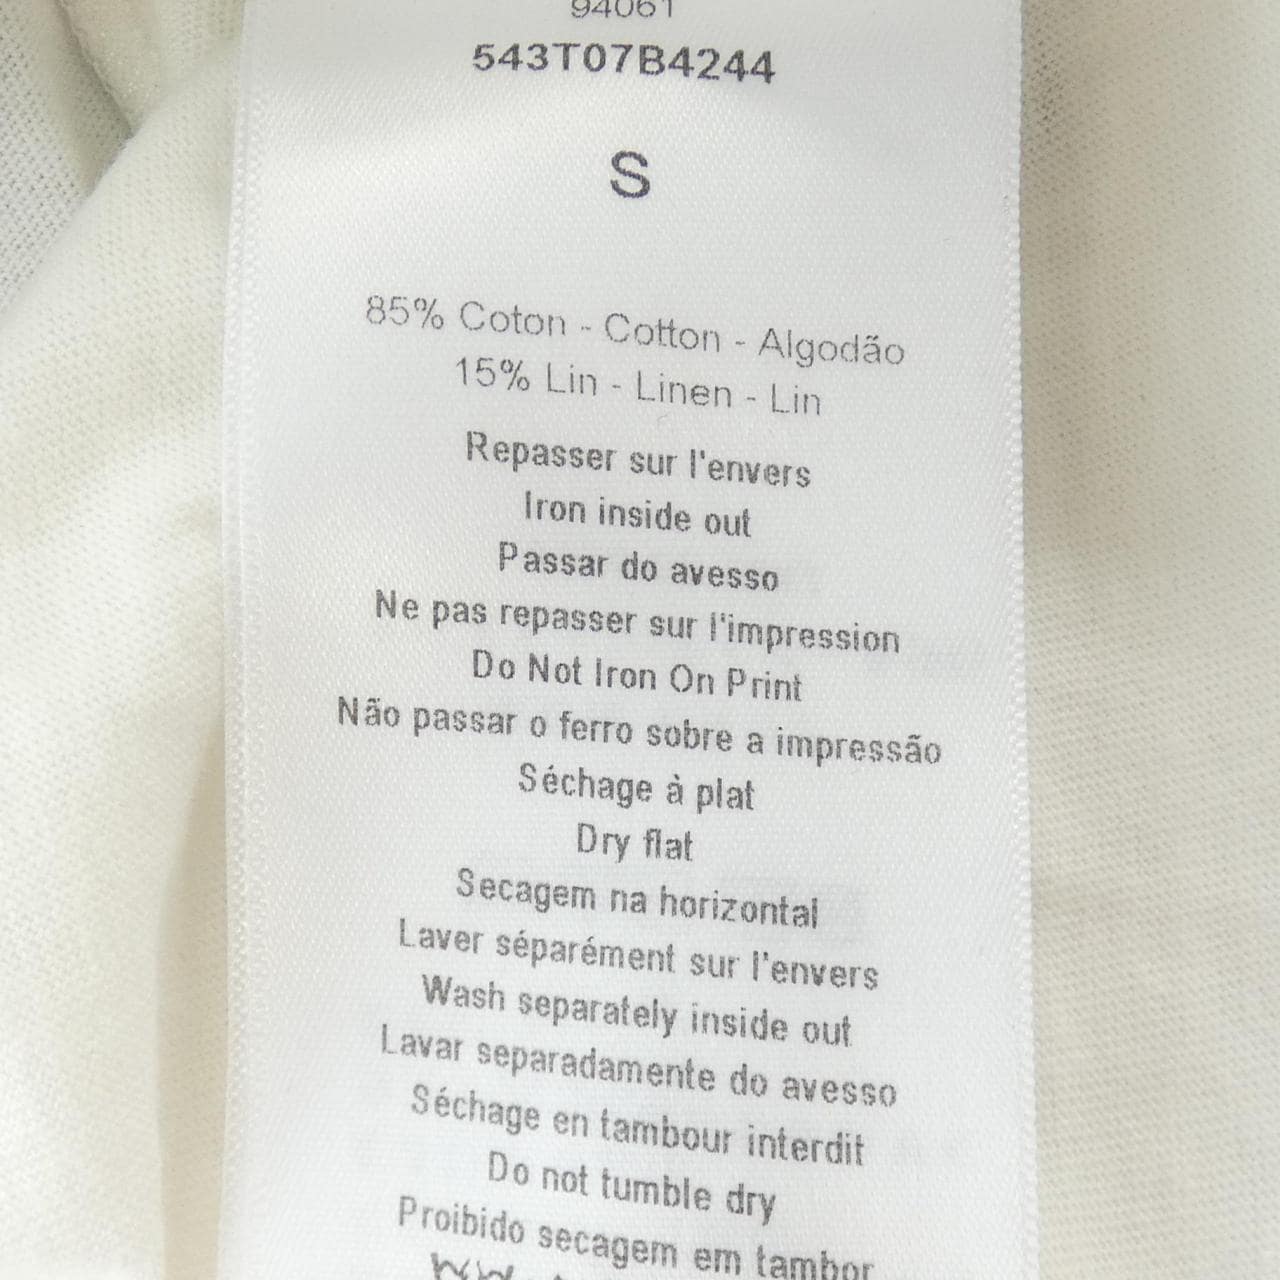 94061
543T07B4244
S
85% Coton - Cotton - Algodão
15% Lin - Linen - Lin
Repasser sur l'envers
Iron inside out
Passar do avesso
Ne pas repasser sur l'impression
Do Not Iron On Print
Não passar o ferro sobre a impressão
Séchage à plat
Dry flat
Secagem na horizontal
Laver séparément sur l'envers
Wash separately inside out
Lavar separadamente do avesso
Séchage en tambour interdit
Do not tumble dry
Proibido secagem em tambor